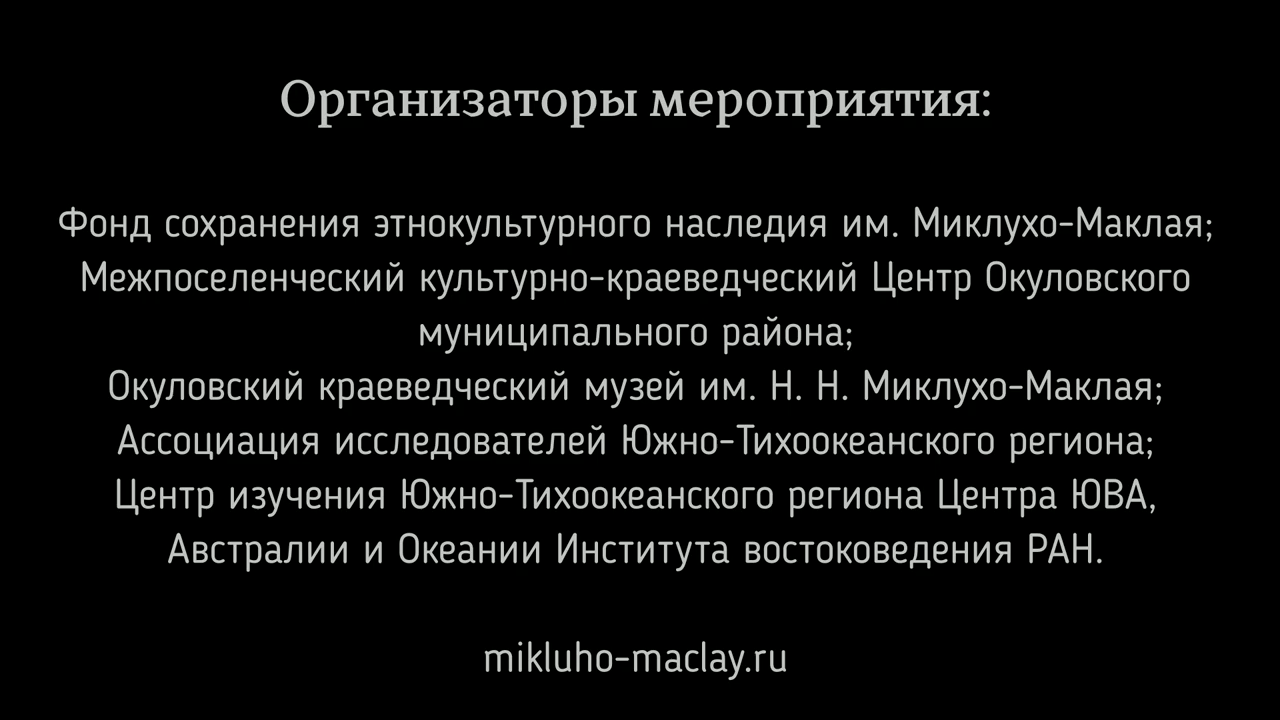 Организаторы мероприятия:
Фонд сохранения этнокультурного наследия им. Миклухо-Маклая;
Межпоселенческий культурно-краеведческий Центр Окуловского
муниципального района;
Окуловский краеведческий музей им. Н. Н. Миклухо-Маклая;
Ассоциация исследователей Южно-Тихоокеанского региона;
Центр изучения Южно-Тихоокеанского региона Центра ЮВА,
Австралии и Океании Института востоковедения РАН.
mikluho-maclay.ru